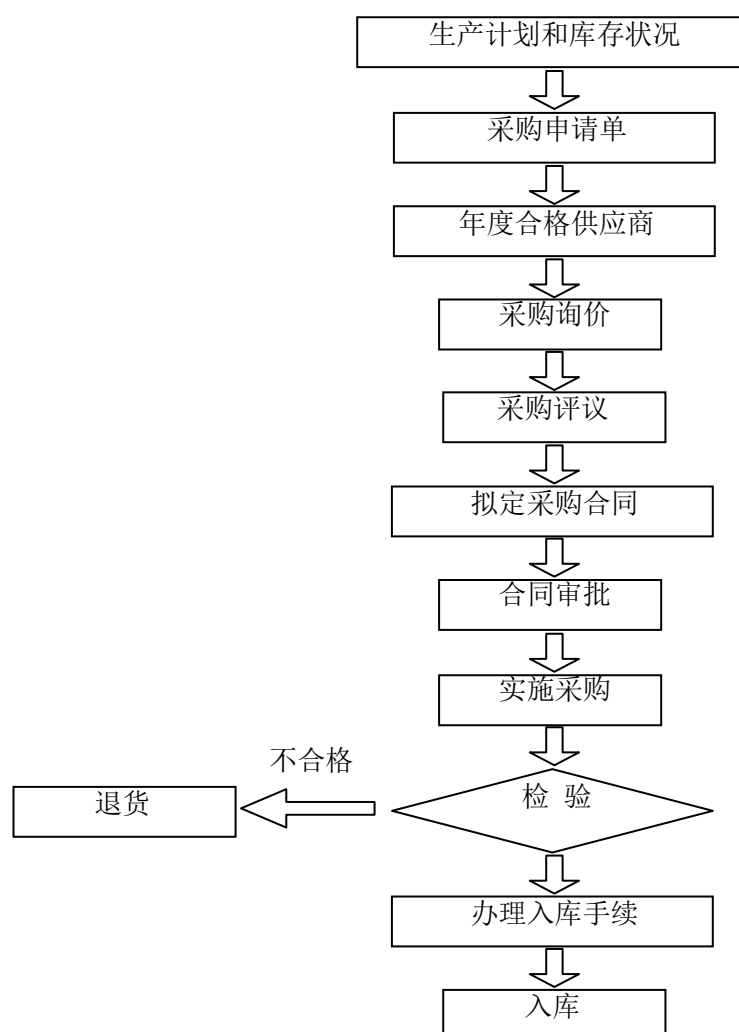 生产计划和库存状况
采购申请单
年度合格供应商
采购询价
采购评议
拟定采购合同
合同审批
实施采购
不合格
退货
检 验
办理入库手续
入库